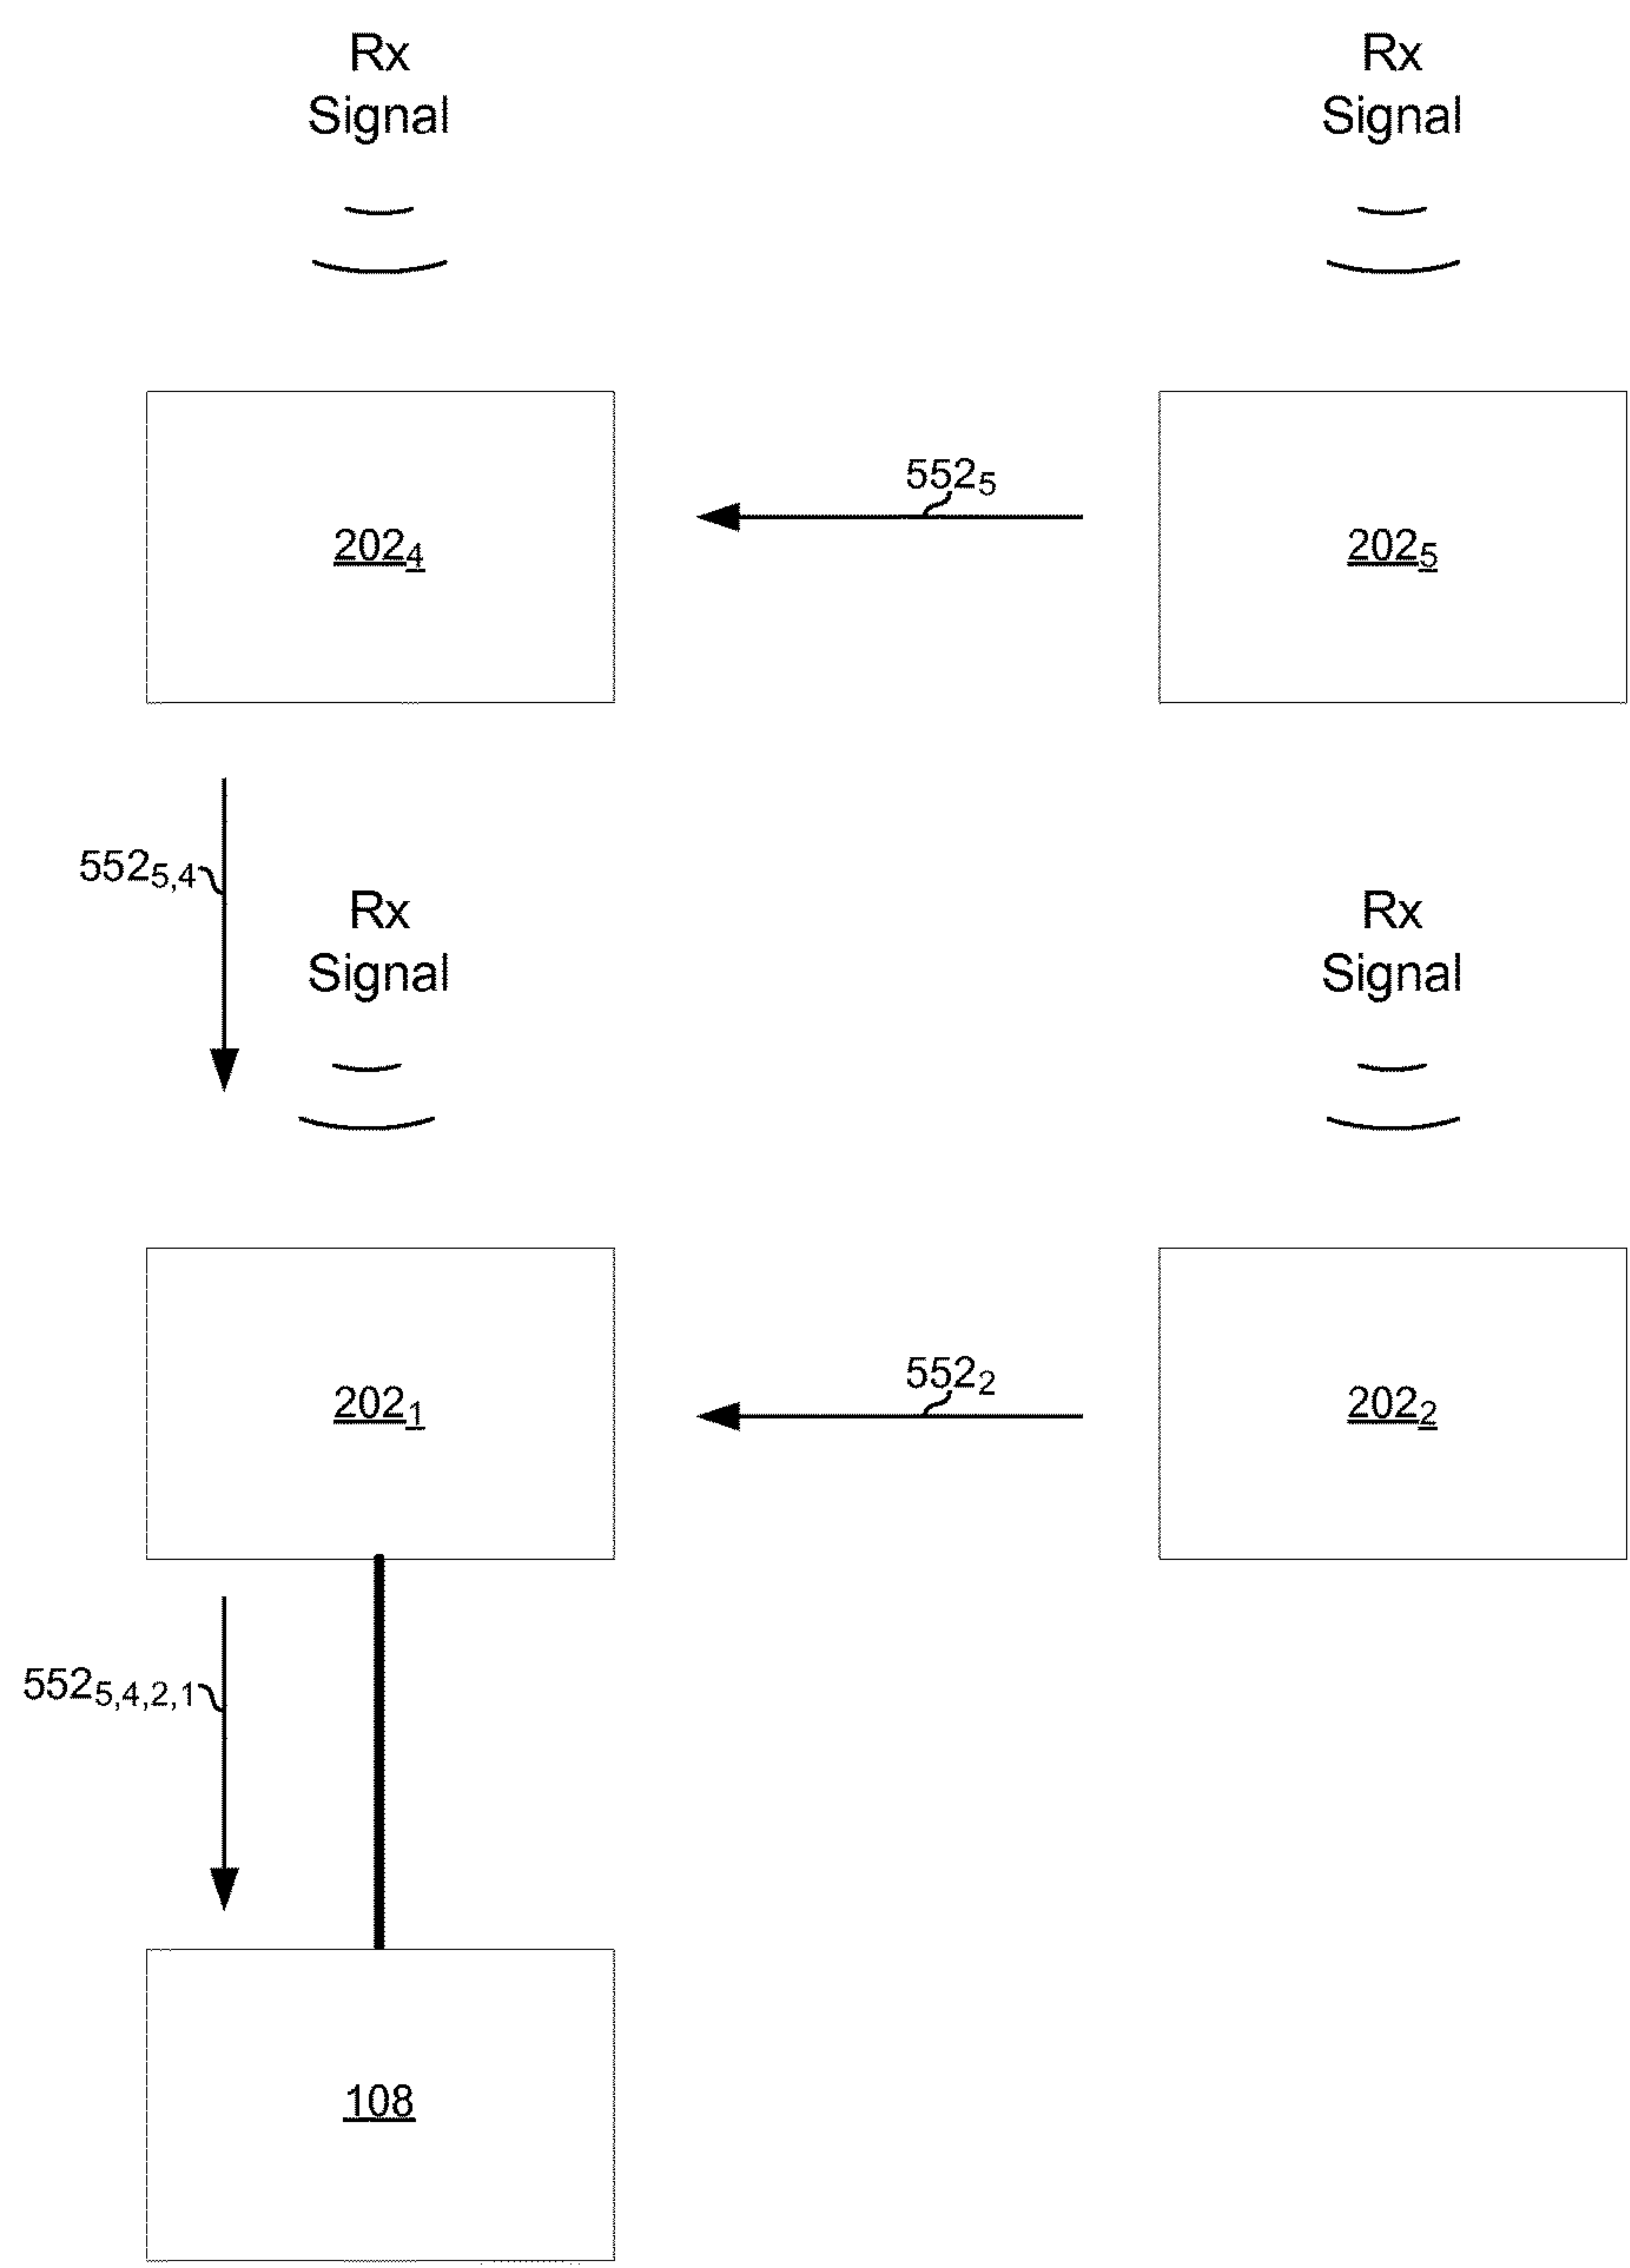 Rx
Signal
Rx
Signal
552₅
202₄
202₅
552₅,₄
Rx
Signal
Rx
Signal
552₂
202₁
202₂
552₅,₄,₂,₁
108